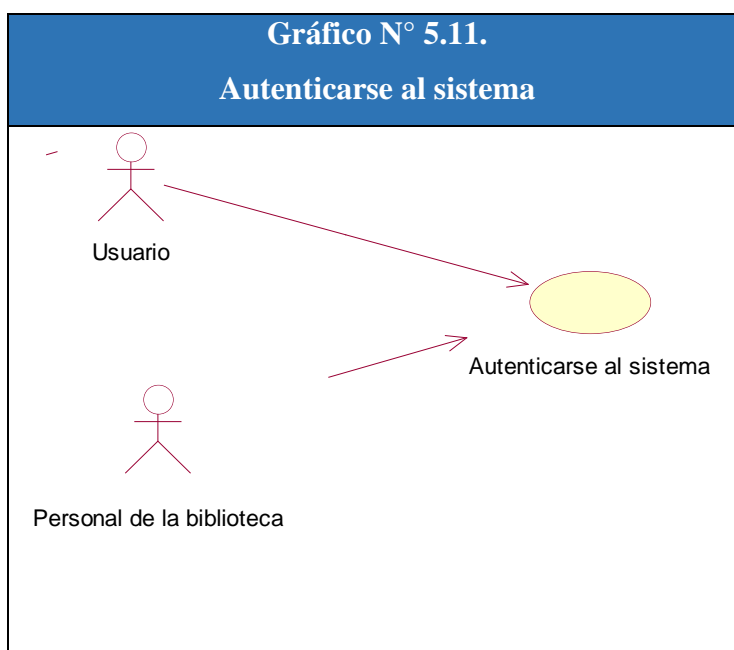 Gráfico N° 5.11.
Autenticarse al sistema
Usuario
Autenticarse al sistema
Personal de la biblioteca